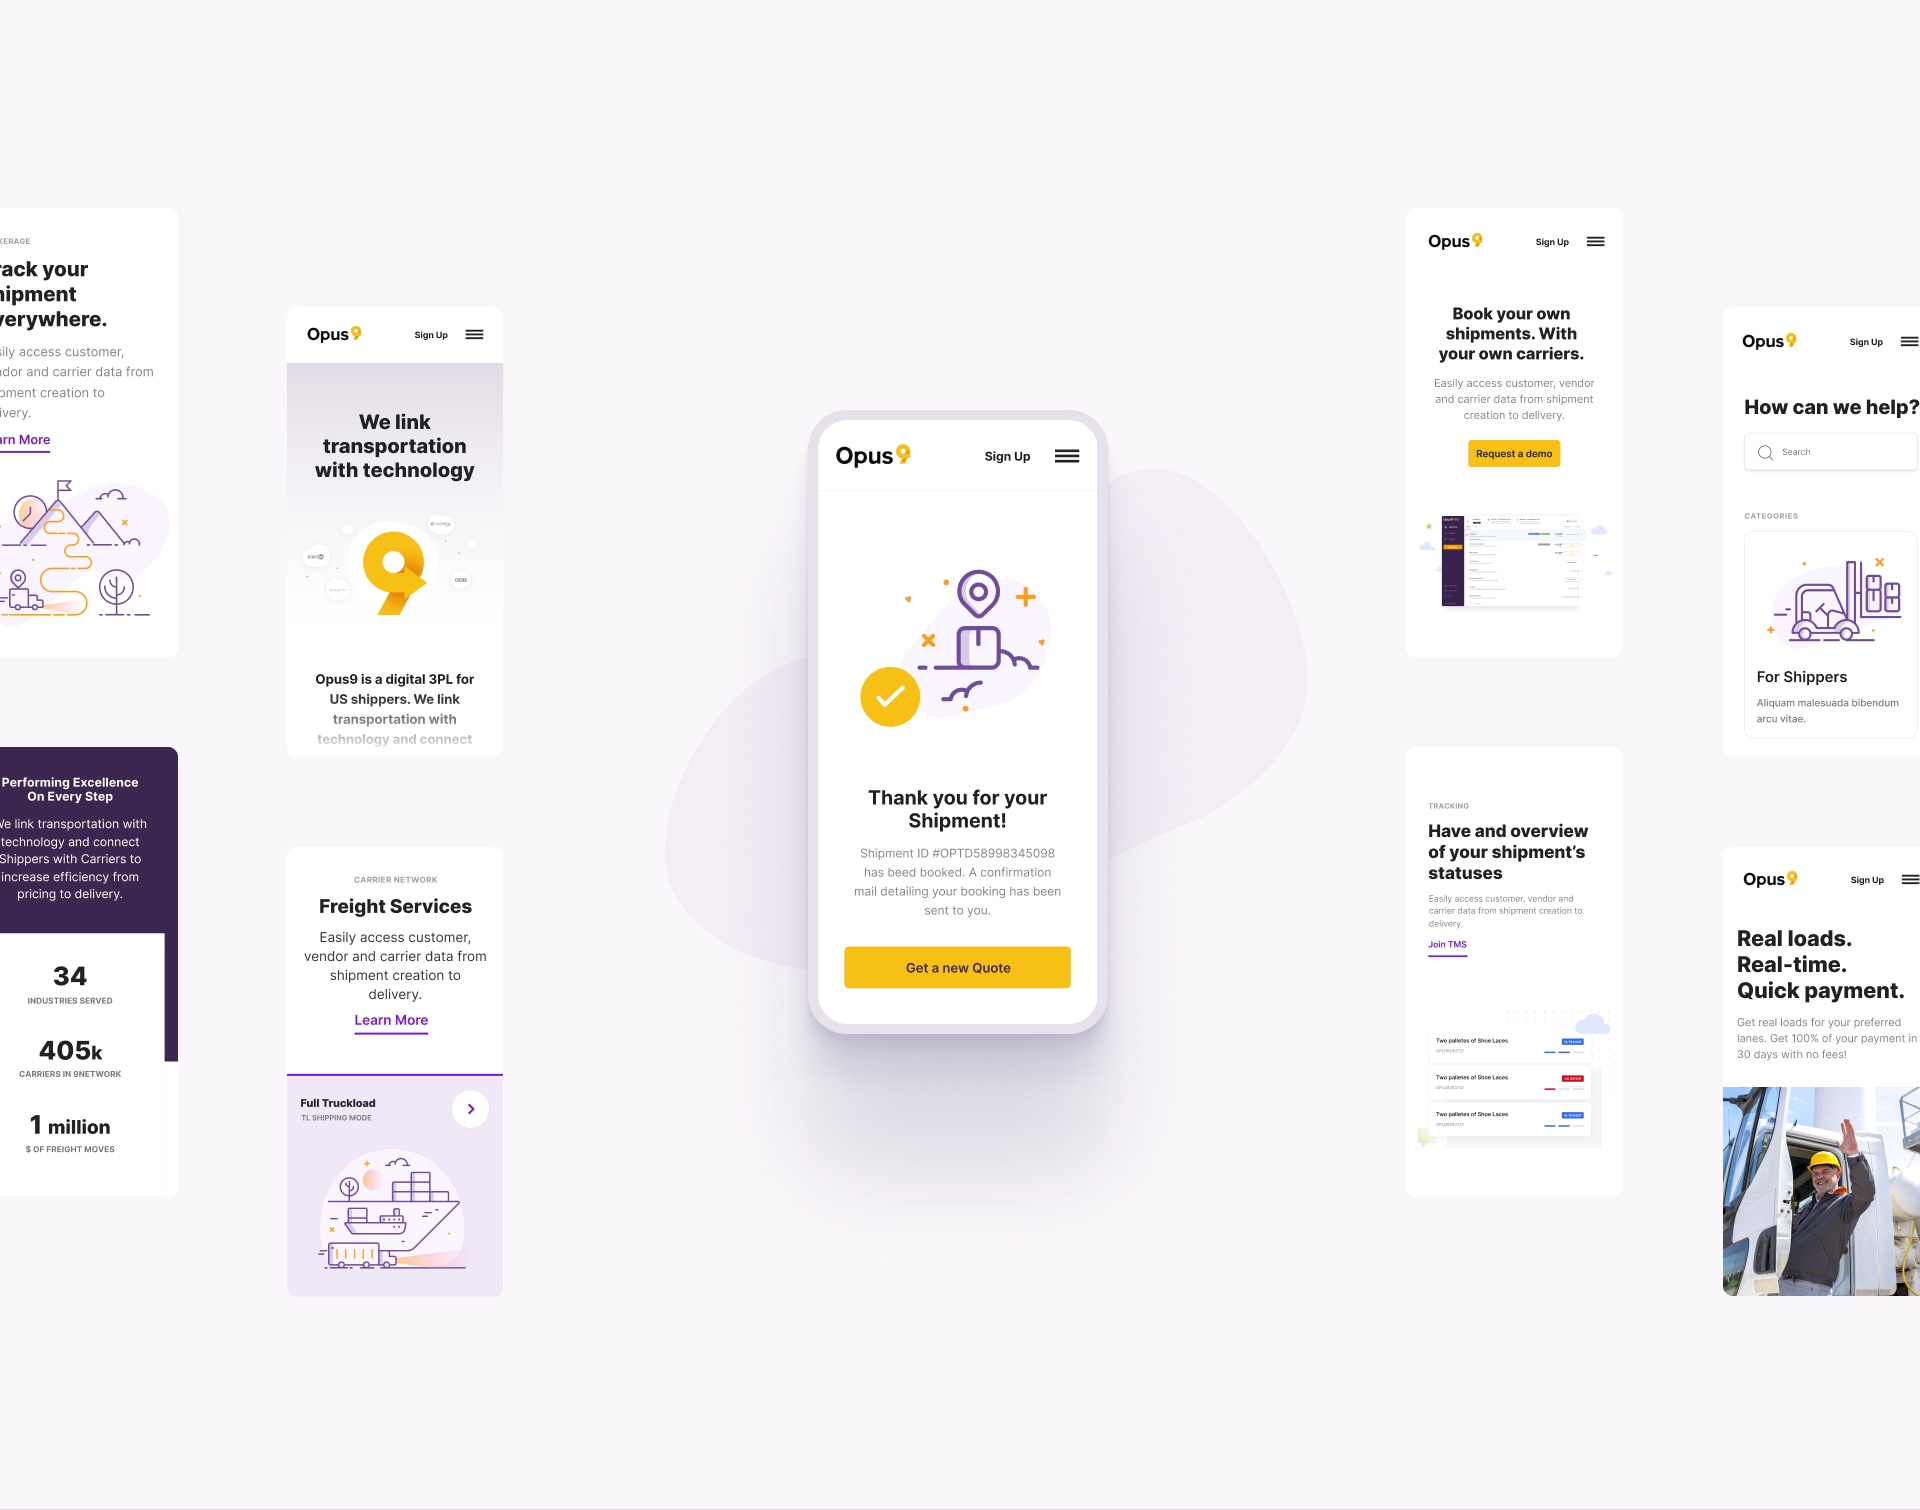 KERAGE
rack your
hipment
verywhere.
sily access customer,
ndor and carrier data from
pment creation to
ivery.
arn More
Performing Excellence
On Every Step
We link transportation with
technology and connect
Shippers with Carriers to
increase efficiency from
pricing to delivery.
34
INDUSTRIES SERVED
405k
CARRIERS IN 9NETWORK
1 million
$ OF FREIGHT MOVES
Opus9
Sign Up
We link
transportation
with technology
Opus9 is a digital 3PL for
US shippers. We link
transportation with
technology and connect
CARRIER NETWORK
Freight Services
Easily access customer,
vendor and carrier data from
shipment creation to
delivery.
Learn More
Full Truckload
TL SHIPPING MODE
Opus9
Sign Up
Thank you for your
Shipment!
Shipment ID #OPTD58998345098
has beed booked. A confirmation
mail detailing your booking has been
sent to you.
Get a new Quote
Opus9
Sign Up
Book your own
shipments. With
your own carriers.
Easily access customer, vendor
and carrier data from shipment
creation to delivery.
Request a demo
TRACKING
Have and overview
of your shipment's
statuses
Easily access customer, vendor and
carrier data from shipment creation to
delivery.
Join TMS
Two palletes of Shoe Laces
IN TRANSIT
Two palletes of Shoe Laces
Two palletes of Shoe Laces
IN TRANSIT
Opus9
Sign Up
How can we help?
Search
CATEGORIES
For Shippers
Aliquam malesuada bibendum
arcu vitae.
Opus9
Sign Up
Real loads.
Real-time.
Quick payment.
Get real loads for your preferred
lanes. Get 100% of your payment in
30 days with no fees!